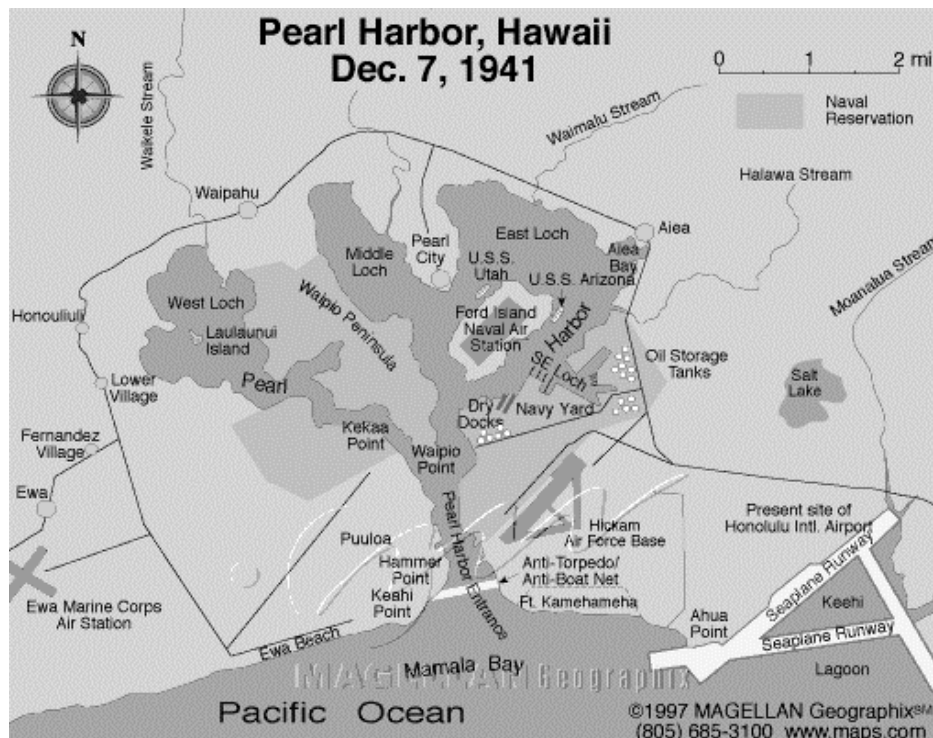 Pearl Harbor, Hawaii
Dec. 7, 1941
N
0 1 2 mi
Naval
Reservation
Waikele Stream
Waimalu Stream
Halawa Stream
Moanalua Stream
Waipahu
Aiea
East Loch
Aiea
Bay
Pearl
City
Middle
Loch
U.S.S.
Utah
U.S.S. Arizona
West Loch
Waipio Peninsula
Ford Island
Naval Air
Station
Harbor
Honouliuli
Laulaunui
Island
SE Loch
Oil Storage
Tanks
Salt
Lake
Lower
Village
Pearl
Dry
Docks
Navy Yard
Kekaa
Point
Fernandez
Village
Waipio
Point
Ewa
Pearl Harbor Entrance
Present site of
Honolulu Intl. Airport
Puuloa
Hickam
Air Force Base
Hammer
Point
Anti-Torpedo/
Anti-Boat Net
Keahi
Point
Ft. Kamehameha
Ewa Marine Corps
Air Station
Ahua
Point
Seaplane Runway
Keehi
Seaplane Runway
Lagoon
Ewa Beach
Mamala Bay
MAGELLAN Geographix
Pacific Ocean
©1997 MAGELLAN Geographix℠
(805) 685-3100 www.maps.com